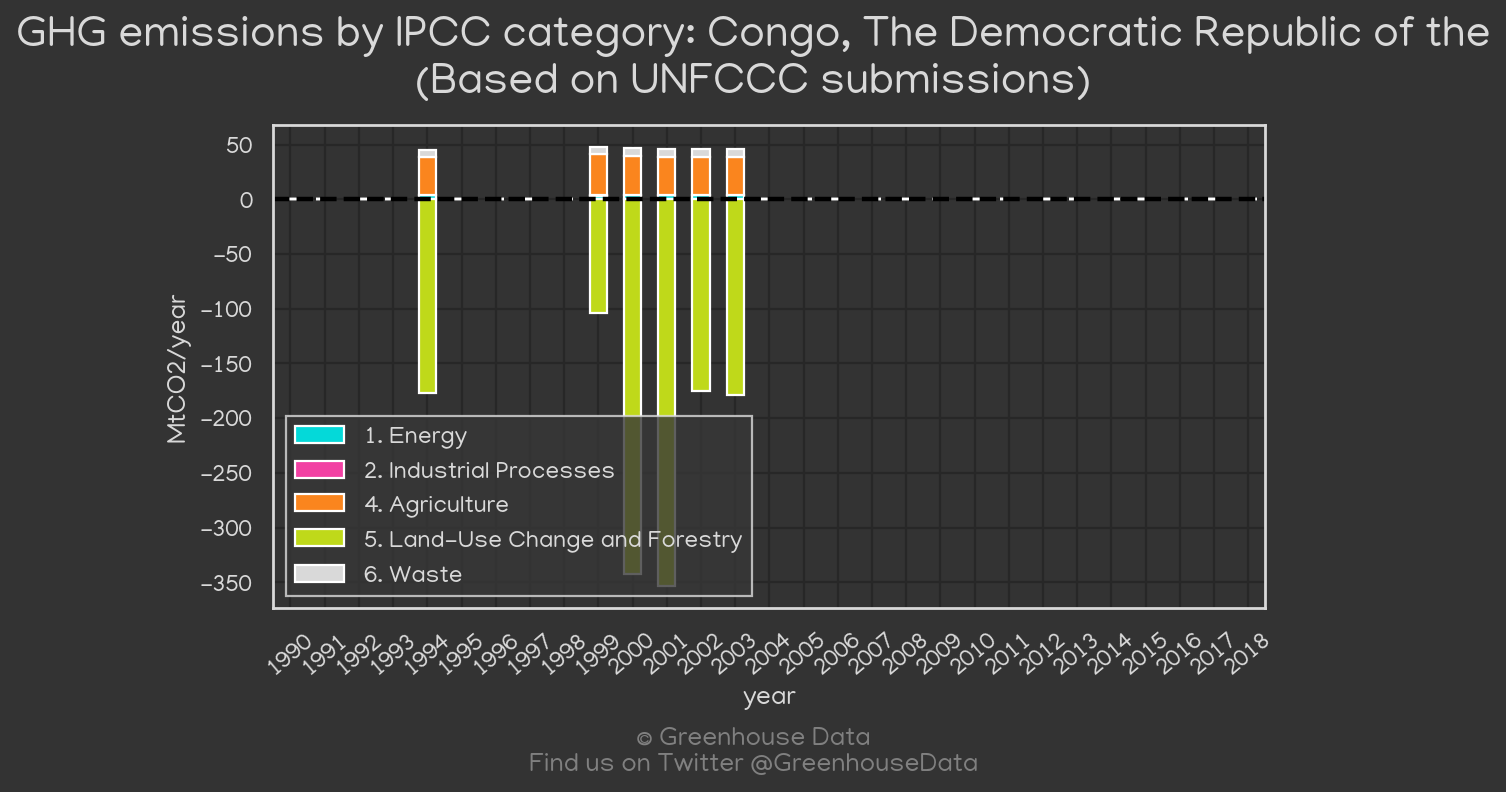 GHG emissions by IPCC category: Congo, The Democratic Republic of the
(Based on UNFCCC submissions)
50
0
−50
−100
−150
−200
−250
−300
−350
MtCO2/year
1. Energy
2. Industrial Processes
4. Agriculture
5. Land-Use Change and Forestry
6. Waste
1990 1991 1992 1993 1994 1995 1996 1997 1998 1999 2000 2001 2002 2003 2004 2005 2006 2007 2008 2009 2010 2011 2012 2013 2014 2015 2016 2017 2018
year
© Greenhouse Data
Find us on Twitter @GreenhouseData